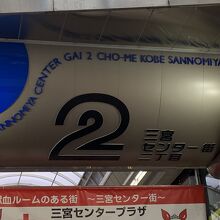 SANNOMIYA CENTER GAI 2 CHO-ME KOBE SANNOMIYA
2
三宮
センター街
二丁目
血ルームのある街 ～三宮センター街～
三宮センタープラザ